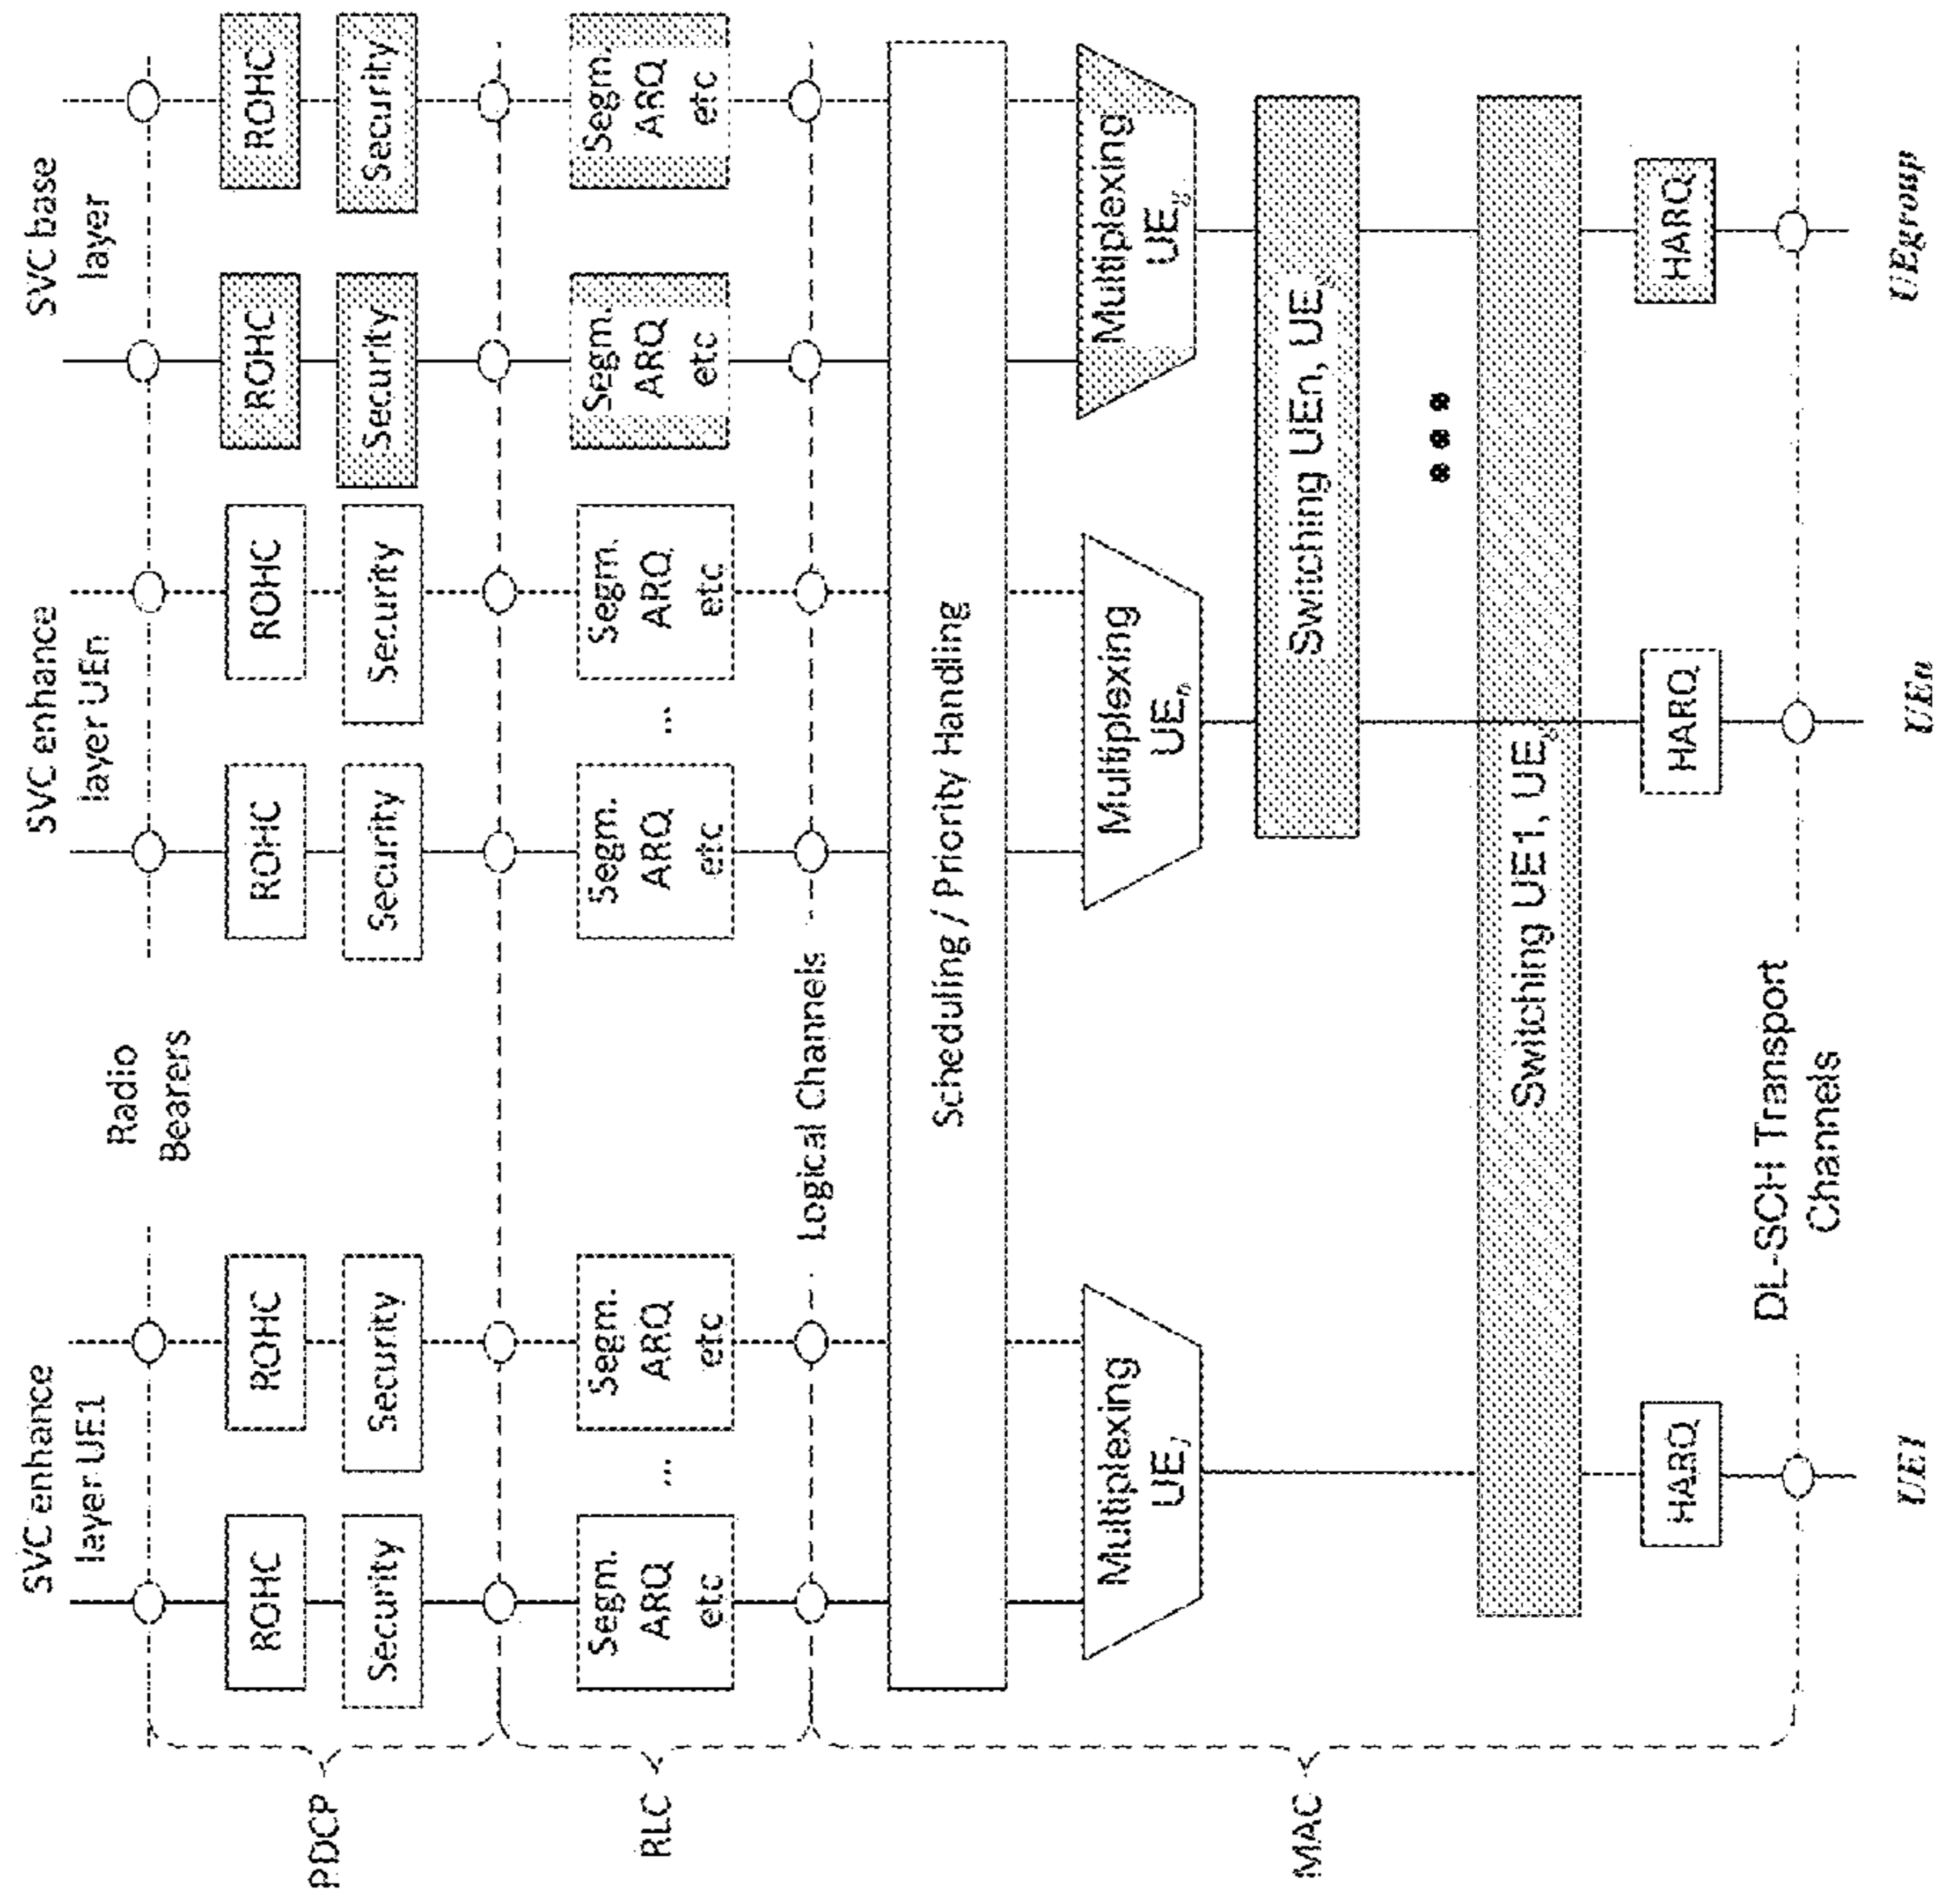 SVC enhance
layer UE1
Radio
Bearers
SVC enhance
layer UEn
SVC base
layer
PDCP
ROHC
ROHC
ROHC
ROHC
ROHC
ROHC
Security
Security
Security
Security
Security
Security
RLC
Segm.
ARQ
etc
...
Segm.
ARQ
etc
Segm.
ARQ
etc
...
Segm.
ARQ
etc
Segm.
ARQ
etc
Segm.
ARQ
etc
Logical Channels
MAC
Scheduling / Priority Handling
Multiplexing
UE1
Multiplexing
UEn
Multiplexing
UEg
Switching UEn, UEg
Switching UE1, UEg
HARQ
HARQ
HARQ
DL-SCH Transport
Channels
UE1
UEn
UEgroup